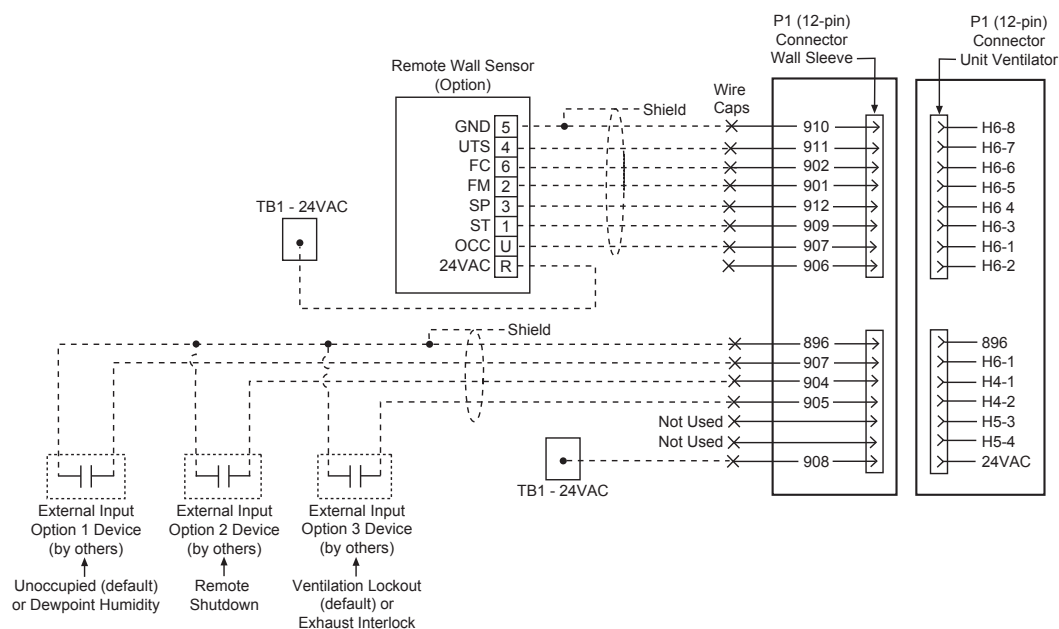 P1 (12-pin)
Connector
Wall Sleeve
P1 (12-pin)
Connector
Unit Ventilator
Remote Wall Sensor
(Option)
Wire
Caps
Shield
GND 5
UTS 4
FC 6
FM 2
SP 3
ST 1
OCC U
24VAC R
TB1 - 24VAC
910
911
902
901
912
909
907
906
H6-8
H6-7
H6-6
H6-5
H6 4
H6-3
H6-1
H6-2
Shield
896
907
904
905
Not Used
Not Used
908
896
H6-1
H4-1
H4-2
H5-3
H5-4
24VAC
TB1 - 24VAC
External Input
Option 1 Device
(by others)
Unoccupied (default)
or Dewpoint Humidity
External Input
Option 2 Device
(by others)
Remote
Shutdown
External Input
Option 3 Device
(by others)
Ventilation Lockout
(default) or
Exhaust Interlock